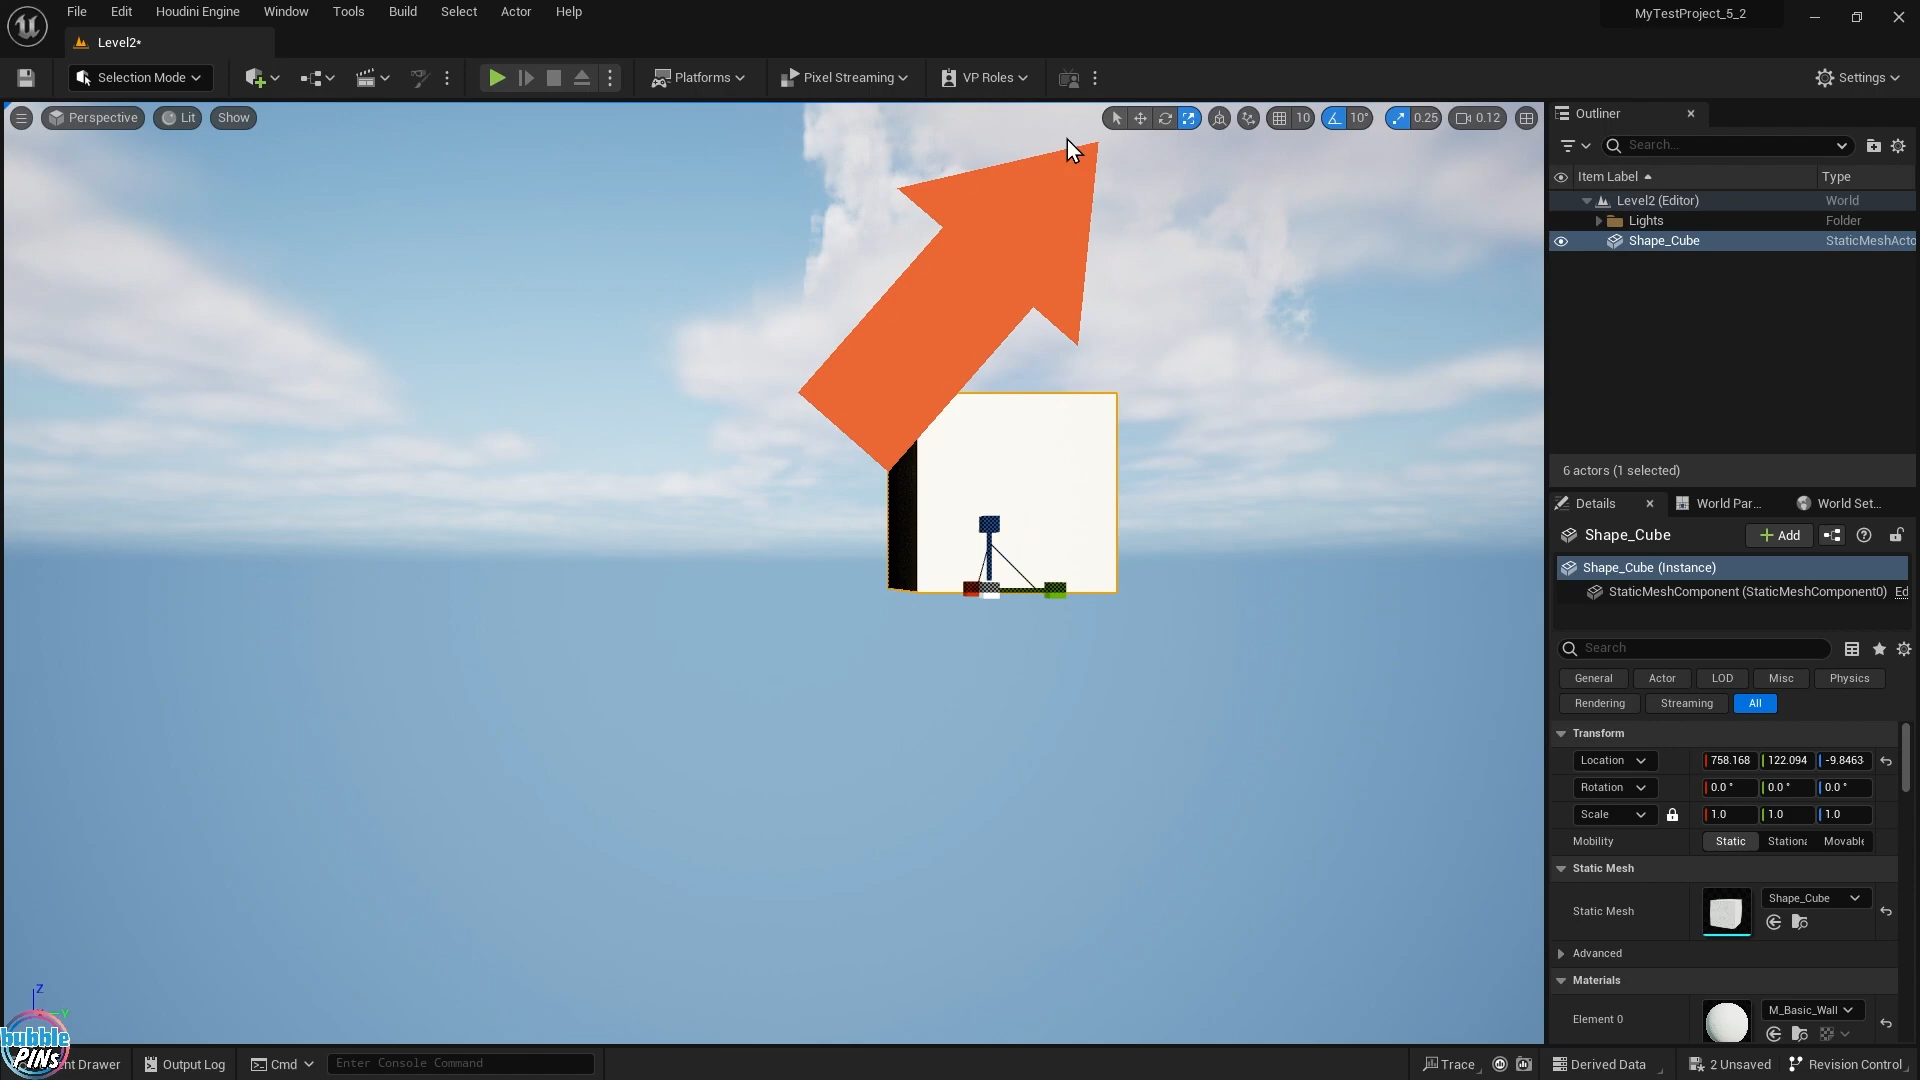 File Edit Houdini Engine Window Tools Build Select Actor Help
MyTestProject_5_2
Level2*
Selection Mode
Platforms
Pixel Streaming
VP Roles
Settings
Perspective Lit Show
10 10° 0.25 0.12
Outliner
Search...
Item Label Type
Level2 (Editor) World
Lights Folder
Shape_Cube StaticMeshActo
6 actors (1 selected)
Details World Par... World Set...
Shape_Cube Add
Shape_Cube (Instance)
StaticMeshComponent (StaticMeshComponent0) Ed
Search
General Actor LOD Misc Physics
Rendering Streaming All
Transform
Location 758.168 122.094 -9.8463
Rotation 0.0 ° 0.0 ° 0.0 °
Scale 1.0 1.0 1.0
Mobility Static Stationa Movable
Static Mesh
Static Mesh Shape_Cube
Advanced
Materials
Element 0 M_Basic_Wall
Z
Y
bubble
PINs
nt Drawer Output Log Cmd Enter Console Command Trace Derived Data 2 Unsaved Revision Control